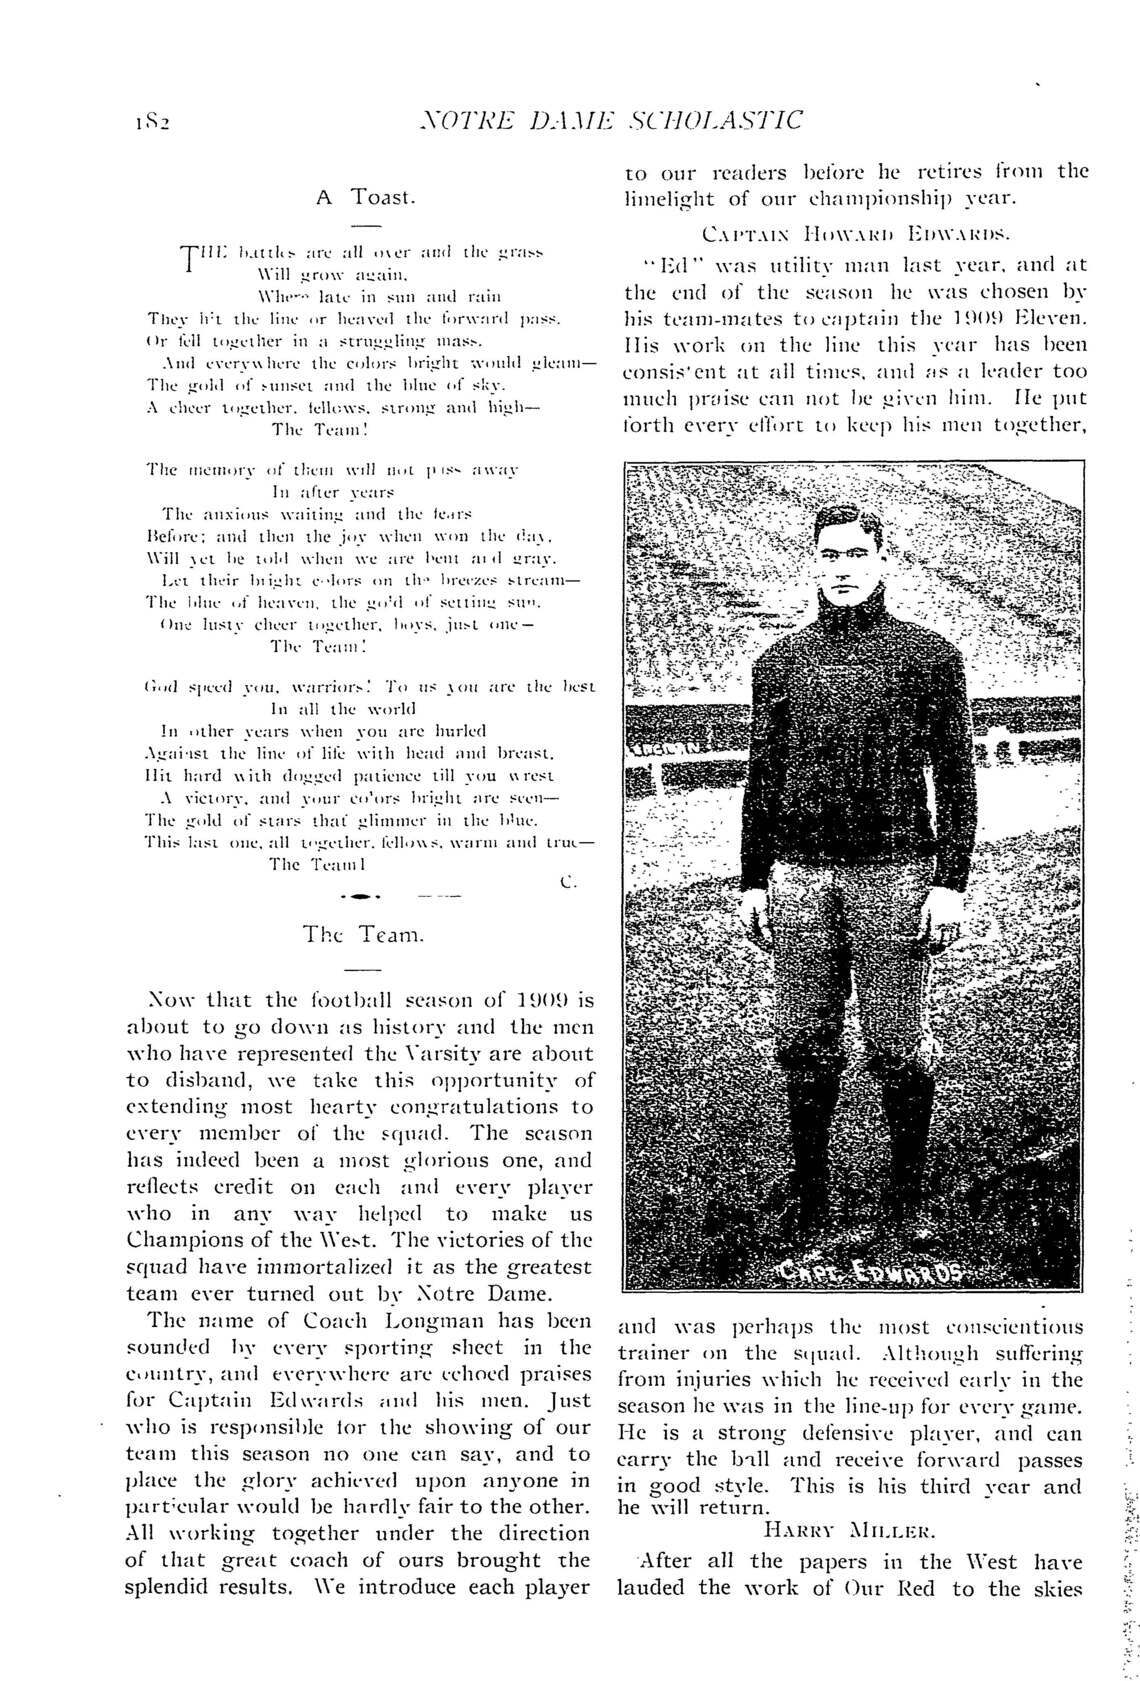 182
NOTRE DAME SCHOLASTIC
A Toast.
THE battles are all over and the grass
Will grow again,
Where late in sun and rain
They hit the line or heaved the forward pass,
Or fell together in a struggling mass.
And everywhere the colors bright would gleam—
The gold of sunset and the blue of sky.
A cheer together, fellows, strong and high—
The Team!
The memory of them will not pass away
In after years
The anxious waiting and the fears
Before; and then the joy when won the day,
Will yet be told when we are bent and gray.
Let their bright colors on the breezes stream—
The blue of heaven, the gold of setting sun.
One lusty cheer together, boys, just one—
The Team!
God speed you, warriors! To us you are the best
In all the world
In other years when you are hurled
Against the line of life with head and breast.
Hit hard with dogged patience till you wrest
A victory, and your colors bright are seen—
The gold of stars that glimmer in the blue.
This last one, all together, fellows, warm and true—
The Team!
C.
The Team.
Now that the football season of 1909 is
about to go down as history and the men
who have represented the Varsity are about
to disband, we take this opportunity of
extending most hearty congratulations to
every member of the squad. The season
has indeed been a most glorious one, and
reflects credit on each and every player
who in any way helped to make us
Champions of the West. The victories of the
squad have immortalized it as the greatest
team ever turned out by Notre Dame.
The name of Coach Longman has been
sounded by every sporting sheet in the
country, and everywhere are echoed praises
for Captain Edwards and his men. Just
who is responsible for the showing of our
team this season no one can say, and to
place the glory achieved upon anyone in
particular would be hardly fair to the other.
All working together under the direction
of that great coach of ours brought the
splendid results. We introduce each player
to our readers before he retires from the
limelight of our championship year.
CAPTAIN HOWARD EDWARDS.
"Ed" was utility man last year, and at
the end of the season he was chosen by
his team-mates to captain the 1909 Eleven.
His work on the line this year has been
consistent at all times, and as a leader too
much praise can not be given him. He put
forth every effort to keep his men together,
CAPT. EDWARDS.
and was perhaps the most conscientious
trainer on the squad. Although suffering
from injuries which he received early in the
season he was in the line-up for every game.
He is a strong defensive player, and can
carry the ball and receive forward passes
in good style. This is his third year and
he will return.
HARRY MILLER.
After all the papers in the West have
lauded the work of Our Red to the skies